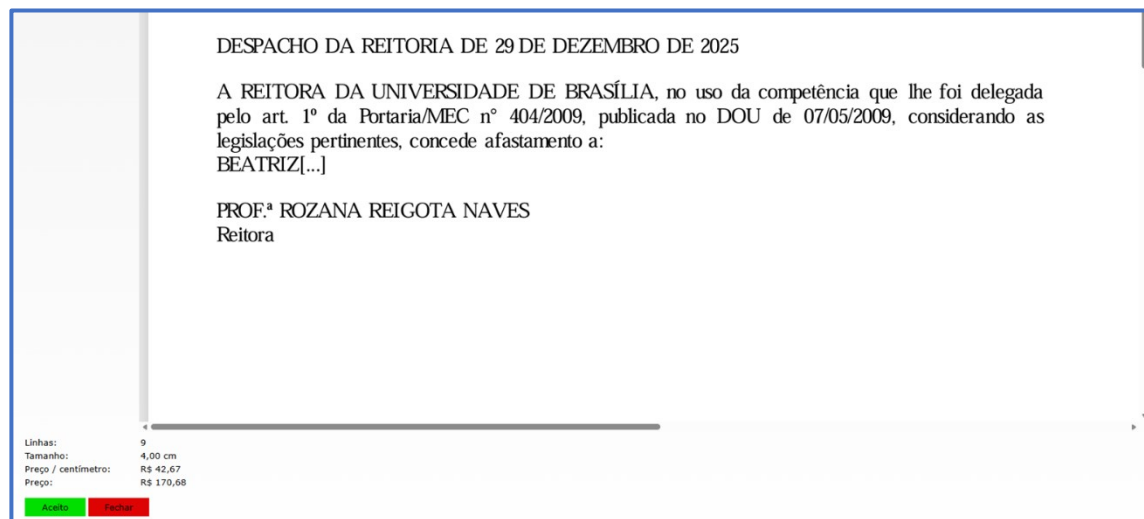 DESPACHO DA REITORIA DE 29 DE DEZEMBRO DE 2025
A REITORA DA UNIVERSIDADE DE BRASÍLIA, no uso da competência que lhe foi delegada
pelo art. 1º da Portaria/MEC n° 404/2009, publicada no DOU de 07/05/2009, considerando as
legislações pertinentes, concede afastamento a:
BEATRIZ[...]
PROF.ª ROZANA REIGOTA NAVES
Reitora
Linhas: 9
Tamanho: 4,00 cm
Preço / centímetro: R$ 42,67
Preço: R$ 170,68
Aceito Fechar